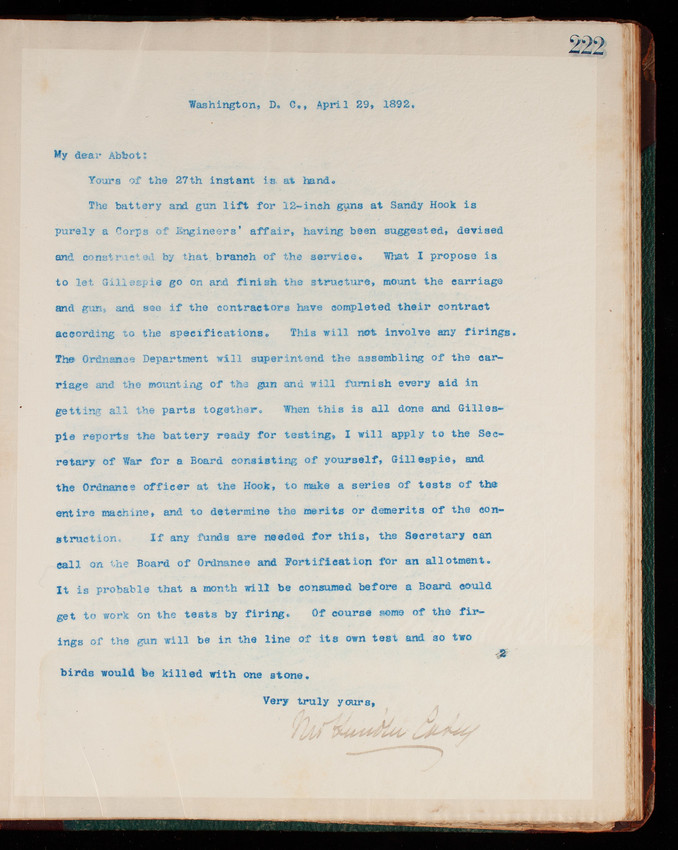 222
Washington, D. C., April 29, 1892.
My dear Abbot:
Yours of the 27th instant is at hand.
The battery and gun lift for 12-inch guns at Sandy Hook is
purely a Corps of Engineers' affair, having been suggested, devised
and constructed by that branch of the service. What I propose is
to let Gillespie go on and finish the structure, mount the carriage
and gun, and see if the contractors have completed their contract
according to the specifications. This will not involve any firings.
The Ordnance Department will superintend the assembling of the car-
riage and the mounting of the gun and will furnish every aid in
getting all the parts together. When this is all done and Gilles-
pie reports the battery ready for testing, I will apply to the Sec-
retary of War for a Board consisting of yourself, Gillespie, and
the Ordnance officer at the Hook, to make a series of tests of the
entire machine, and to determine the merits or demerits of the con-
struction. If any funds are needed for this, the Secretary can
call on the Board of Ordnance and Fortification for an allotment.
It is probable that a month will be consumed before a Board could
get to work on the tests by firing. Of course some of the fir-
ings of the gun will be in the line of its own test and so two
2
birds would be killed with one stone.
Very truly yours,
Casey